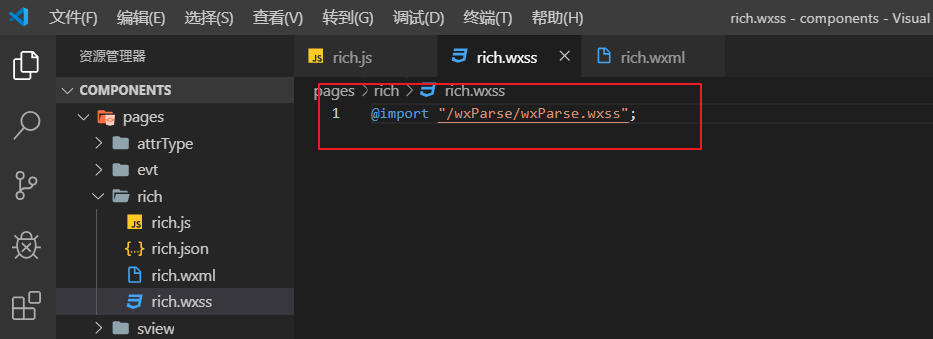 文件(F) 编辑(E) 选择(S) 查看(V) 转到(G) 调试(D) 终端(T) 帮助(H) rich.wxss - components - Visual
资源管理器
COMPONENTS
pages
attrType
evt
rich
JS rich.js
{..} rich.json
rich.wxml
rich.wxss
sview
JS rich.js rich.wxss × rich.wxml
pages > rich > rich.wxss
1 @import "/wxParse/wxParse.wxss";